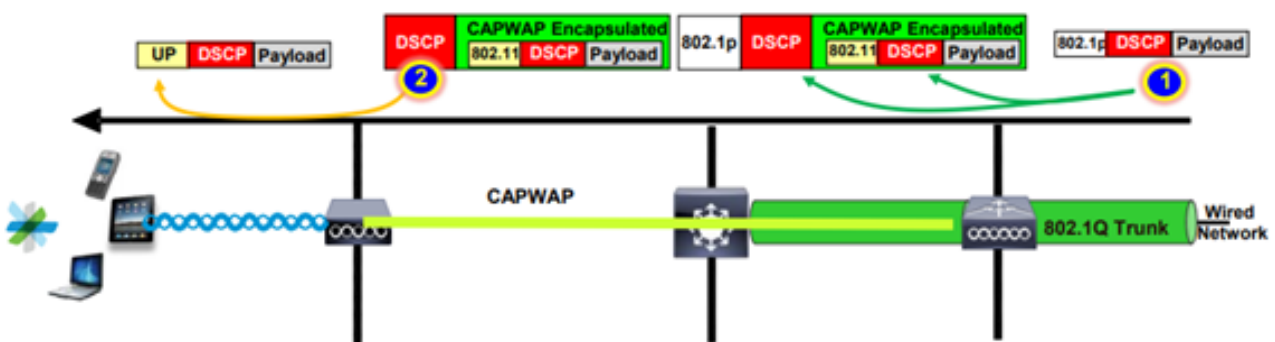 UP DSCP Payload
DSCP CAPWAP Encapsulated
802.11 DSCP Payload
802.1p DSCP CAPWAP Encapsulated
802.11 DSCP Payload
802.1p DSCP Payload
2
1
CAPWAP
802.1Q Trunk
Wired
Network